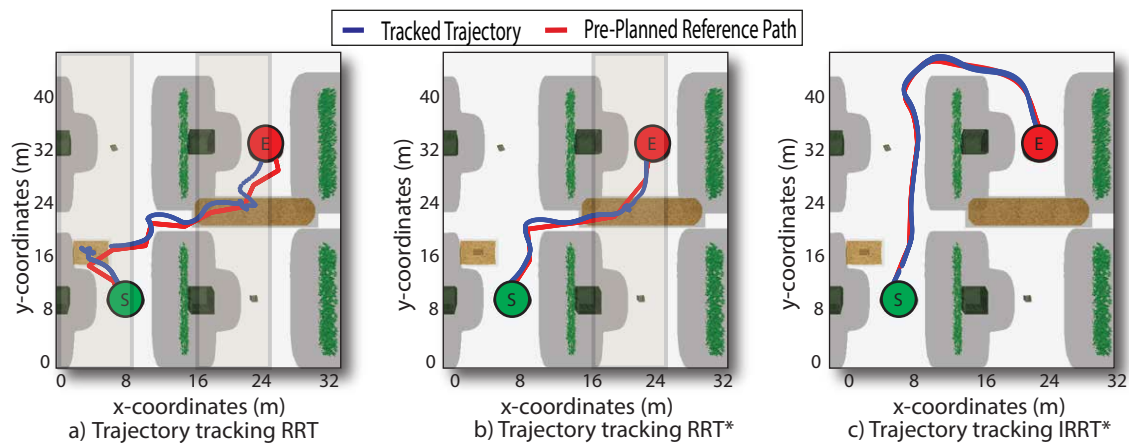 Tracked Trajectory Pre-Planned Reference Path
y-coordinates (m)
40
32
24
16
8
0
E
S
0 8 16 24 32
x-coordinates (m)
a) Trajectory tracking RRT
y-coordinates (m)
40
32
24
16
8
0
E
S
0 8 16 24 32
x-coordinates (m)
b) Trajectory tracking RRT*
y-coordinates (m)
40
32
24
16
8
0
E
S
0 8 16 24 32
x-coordinates (m)
c) Trajectory tracking IRRT*